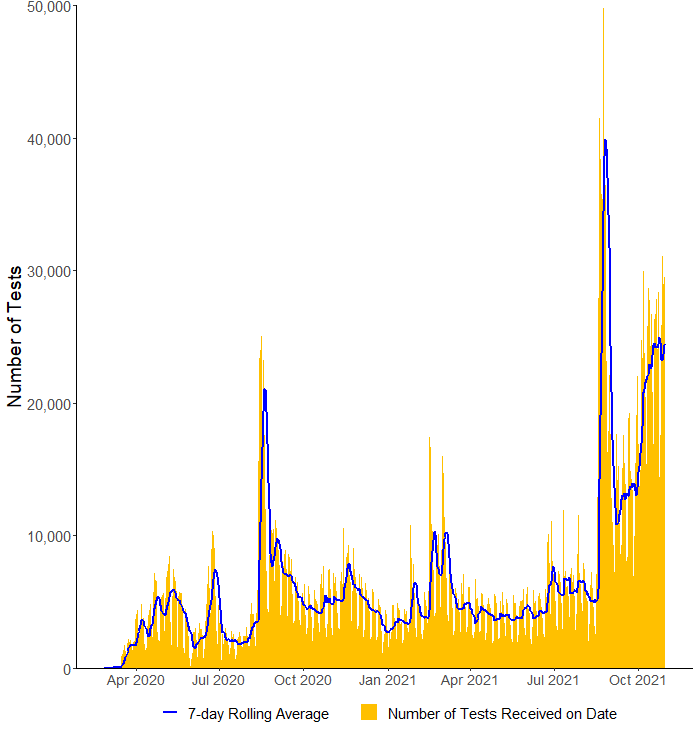 50,000
40,000
30,000
20,000
10,000
0
Number of Tests
Apr 2020 Jul 2020 Oct 2020 Jan 2021 Apr 2021 Jul 2021 Oct 2021
7-day Rolling Average Number of Tests Received on Date